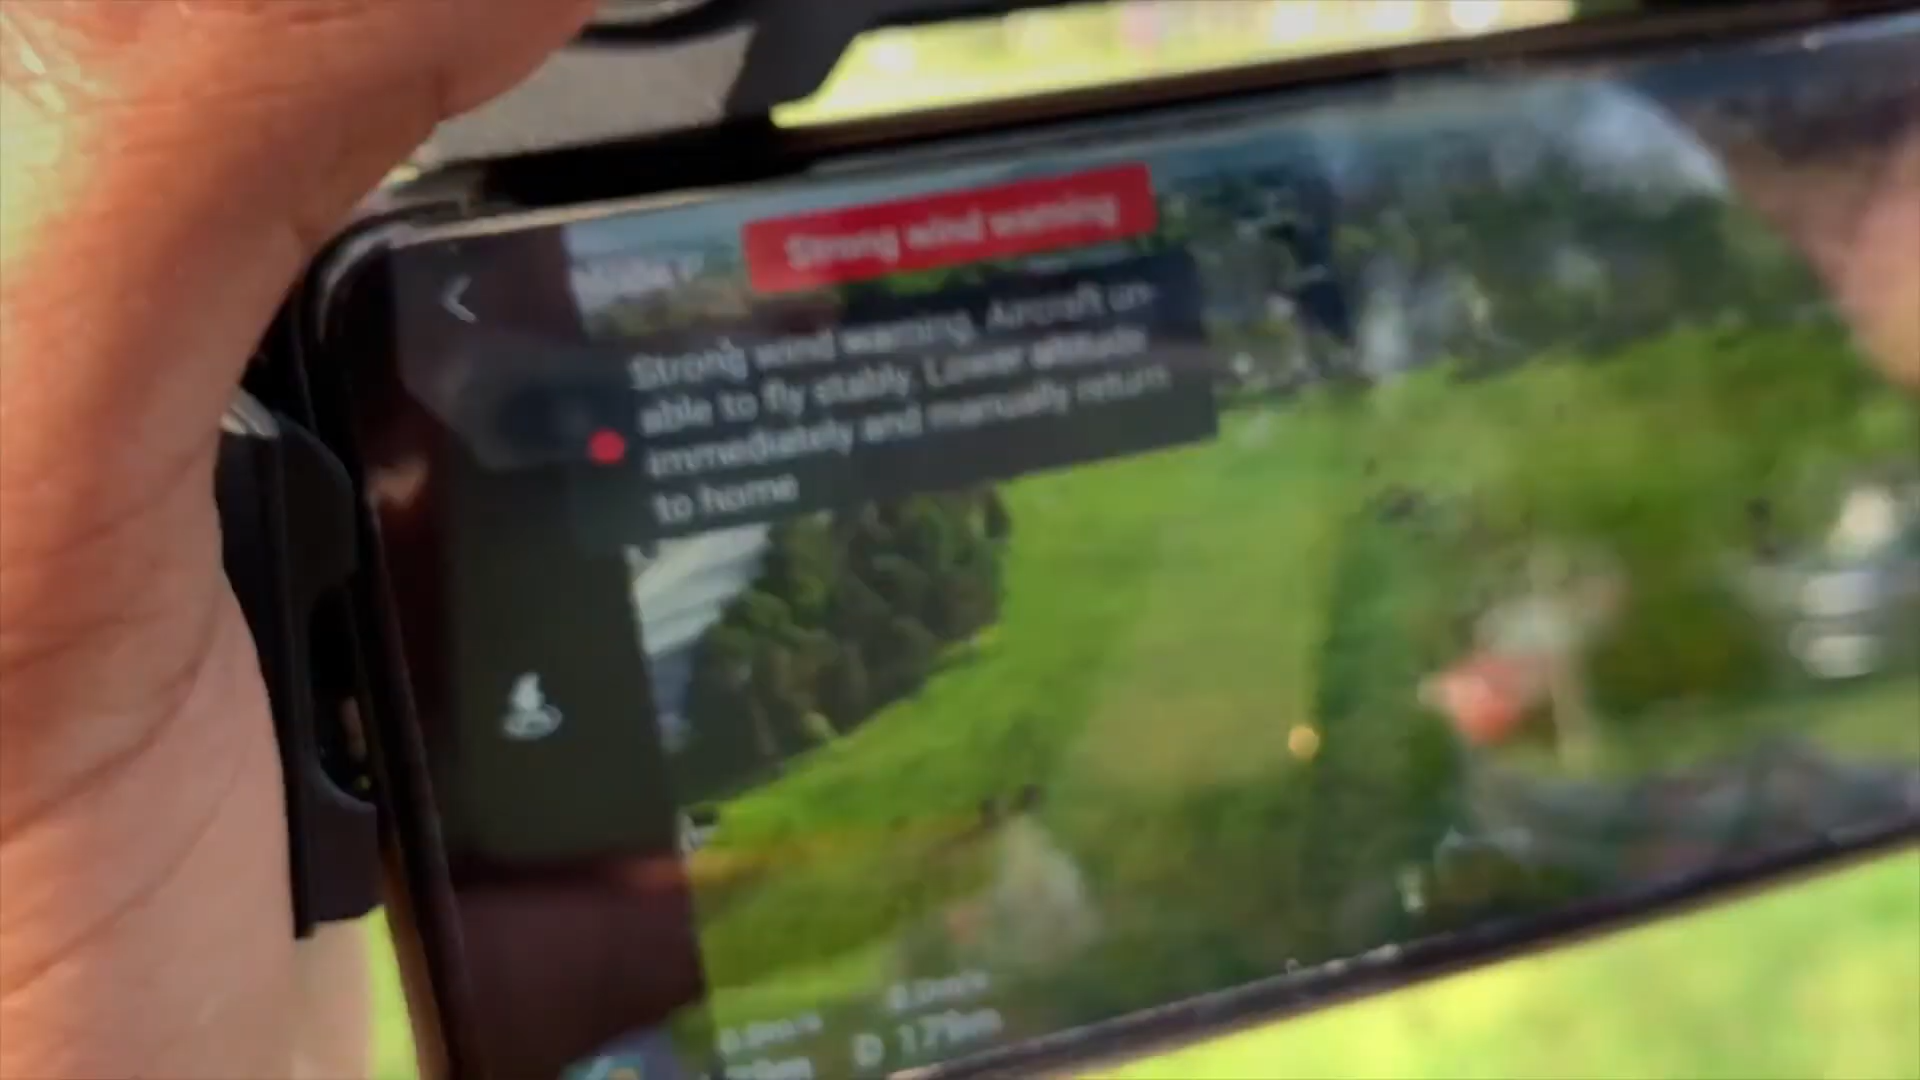 Strong wind warning
Strong wind warning. Aircraft un-
able to fly stably. Lower altitude
immediately and manually return
to home